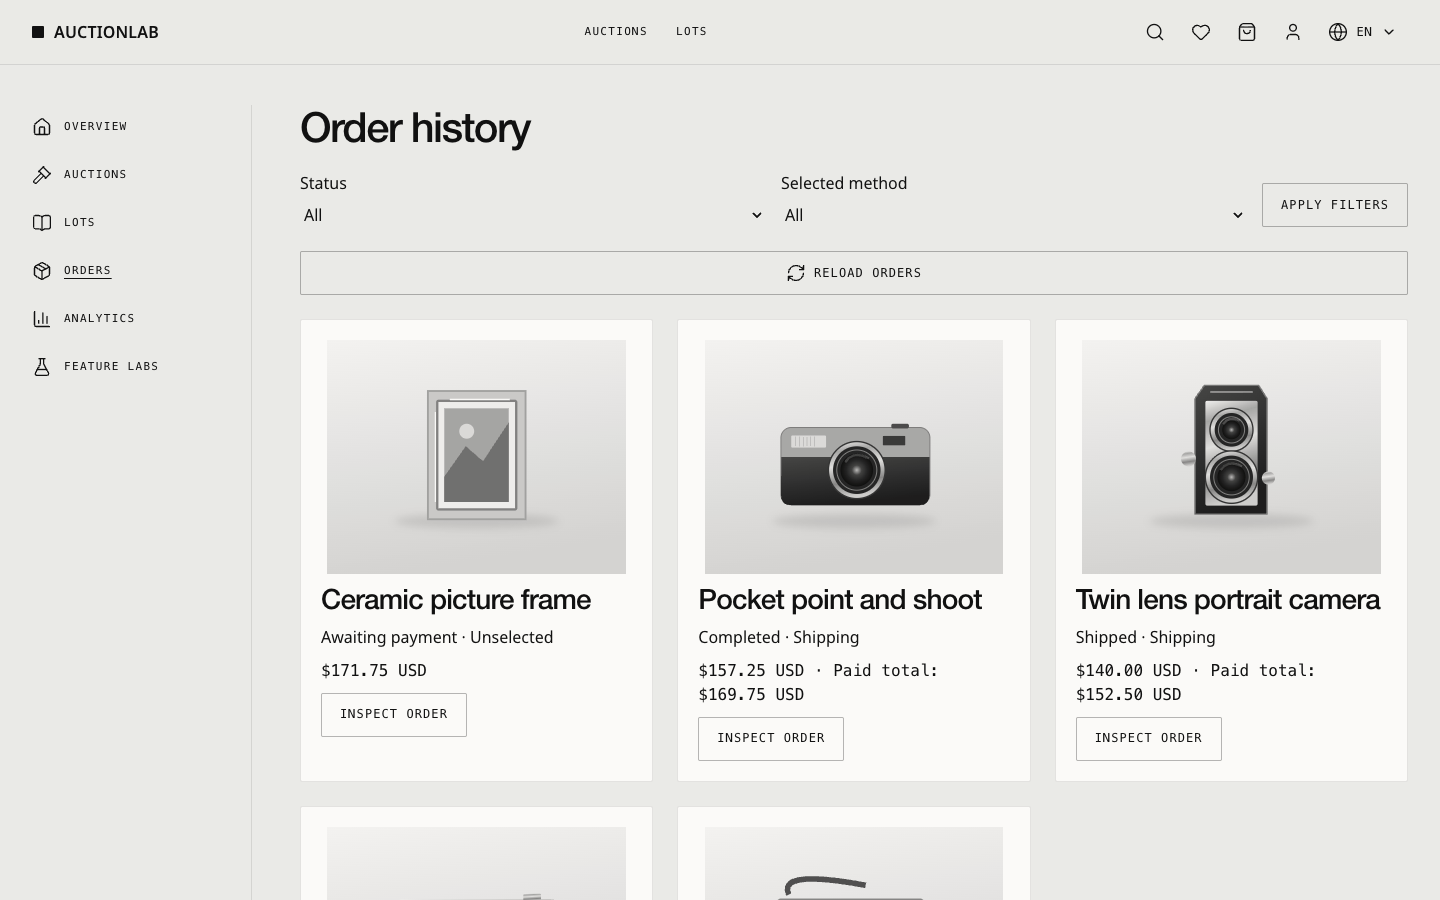 AUCTIONLAB
AUCTIONS
LOTS
EN
OVERVIEW
AUCTIONS
LOTS
ORDERS
ANALYTICS
FEATURE LABS
Order history
Status
All
Selected method
All
APPLY FILTERS
RELOAD ORDERS
Ceramic picture frame
Awaiting payment · Unselected
$171.75 USD
INSPECT ORDER
Pocket point and shoot
Completed · Shipping
$157.25 USD · Paid total:
$169.75 USD
INSPECT ORDER
Twin lens portrait camera
Shipped · Shipping
$140.00 USD · Paid total:
$152.50 USD
INSPECT ORDER